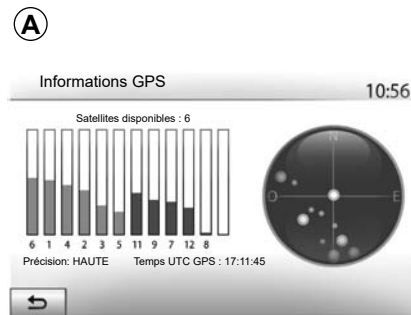 A
Informations GPS
10:56
Satellites disponibles : 6
N
O E
6 1 4 2 3 5 11 9 7 12 8
Précision: HAUTE Temps UTC GPS : 17:11:45